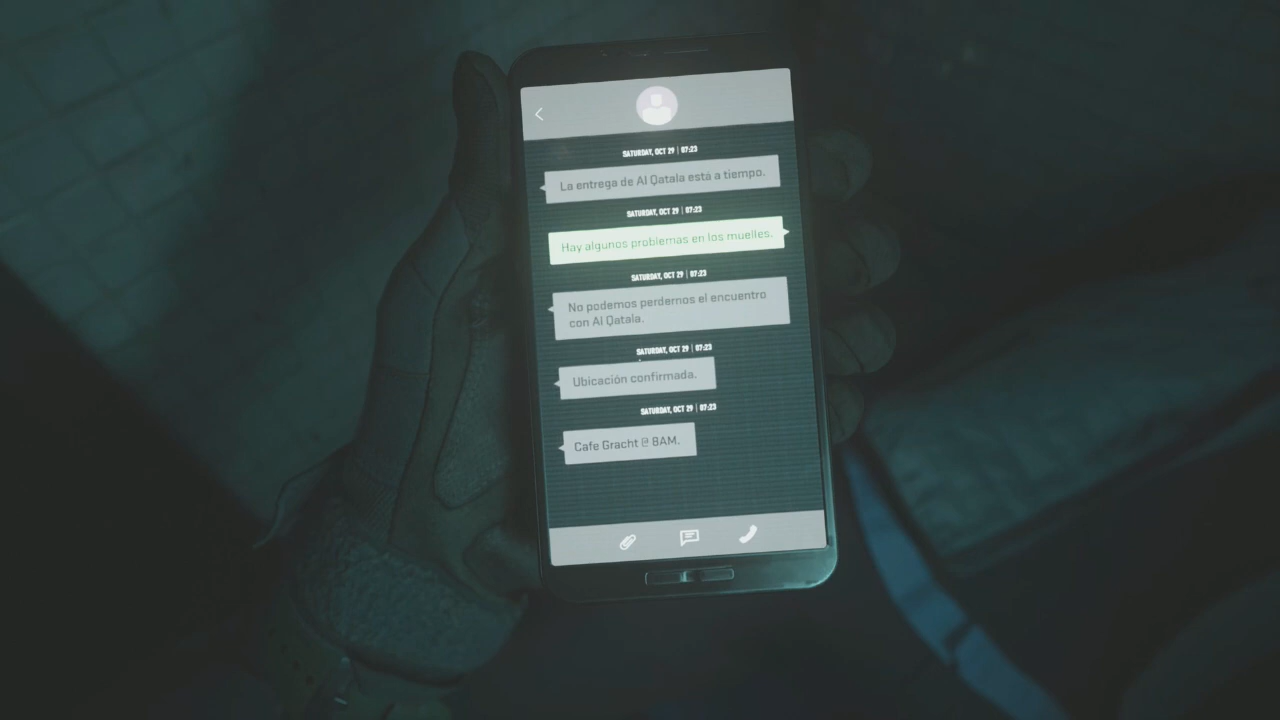 SATURDAY, OCT 29 | 07:23
La entrega de Al Qatala está a tiempo.
SATURDAY, OCT 29 | 07:23
Hay algunos problemas en los muelles.
SATURDAY, OCT 29 | 07:23
No podemos perdernos el encuentro
con Al Qatala.
SATURDAY, OCT 29 | 07:23
Ubicación confirmada.
SATURDAY, OCT 29 | 07:23
Cafe Gracht @ 8AM.